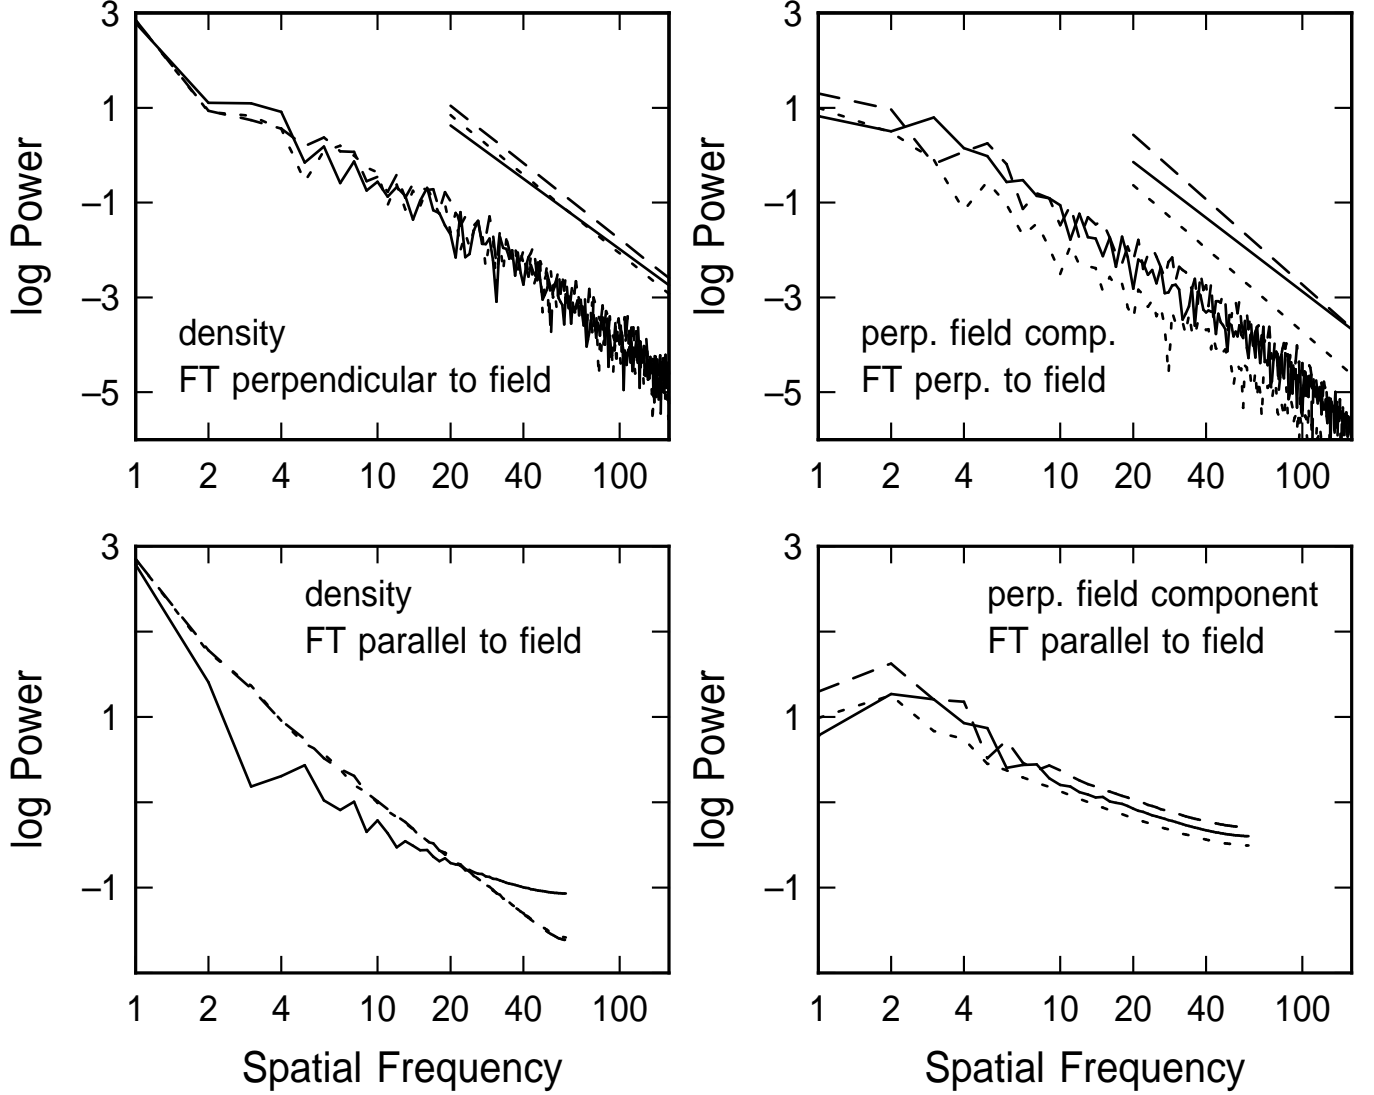 3
1
–1
–3
–5
log Power
density
FT perpendicular to field
1 2 4 10 20 40 100
3
1
–1
–3
–5
log Power
perp. field comp.
FT perp. to field
1 2 4 10 20 40 100
3
1
–1
log Power
density
FT parallel to field
1 2 4 10 20 40 100
Spatial Frequency
3
1
–1
log Power
perp. field component
FT parallel to field
1 2 4 10 20 40 100
Spatial Frequency